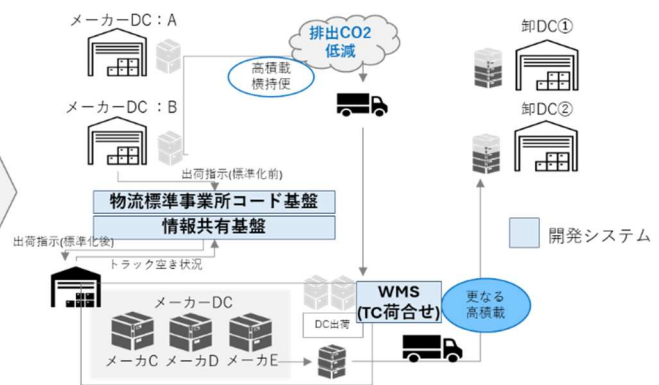 メーカーDC：A
排出CO2
低減
卸DC①
高積載
横持便
メーカーDC ：B
卸DC②
出荷指示(標準化前)
物流標準事業所コード基盤
情報共有基盤
開発システム
出荷指示(標準化後)
トラック空き状況
メーカーDC
WMS
(TC荷合せ)
更なる
高積載
DC出荷
メーカC メーカD メーカE